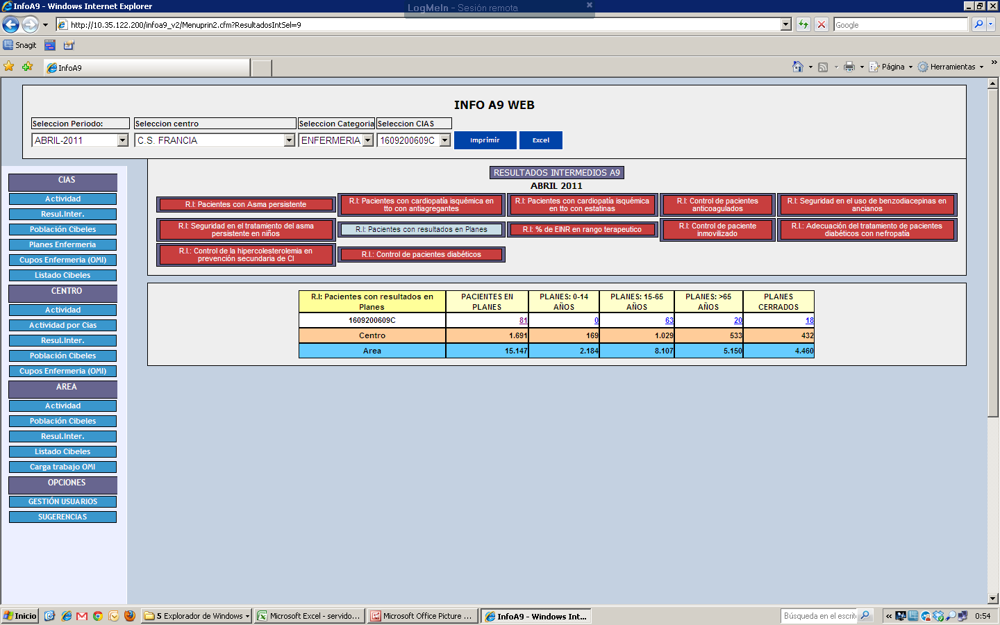 InfoA9 - Windows Internet Explorer
LogMeIn - Sesión remota
http://10.35.122.200/infoa9_v2/Menuprin2.cfm?ResultadosIntSel=9
Google
Snagit
InfoA9
Página
Herramientas
INFO A9 WEB
Seleccion Periodo:
Seleccion centro
Seleccion Categoria
Seleccion CIAS
ABRIL-2011
C.S. FRANCIA
ENFERMERIA
1609200609C
Imprimir
Excel
RESULTADOS INTERMEDIOS A9
ABRIL 2011
R.I: Pacientes con Asma persistente
R.I: Pacientes con cardiopatía isquémica en
tto con antiagregantes
R.I: Pacientes con cardiopatía isquémica
en tto con estatinas
R.I: Control de pacientes
anticoagulados
R.I: Seguridad en el uso de benzodiacepinas en
ancianos
R.I: Seguridad en el tratamiento del asma
persistente en niños
R.I: Pacientes con resultados en Planes
R.I: % de EINR en rango terapeutico
R.I: Control de paciente
inmovilizado
R.I.: Adecuación del tratamiento de pacientes
diabéticos con nefropatía
R.I.: Control de la hipercolesterolemia en
prevención secundaria de CI
R.I.: Control de pacientes diabéticos
CIAS
Actividad
Resul.Inter.
Población Cibeles
Planes Enfermeria
Cupos Enfermeria (OMI)
Listado Cibeles
CENTRO
Actividad
Actividad por Cias
Resul.Inter.
Población Cibeles
Cupos Enfermeria (OMI)
AREA
Actividad
Población Cibeles
Resul.Inter.
Listado Cibeles
Carga trabajo OMI
OPCIONES
GESTIÓN USUARIOS
SUGERENCIAS
R.I: Pacientes con resultados en
Planes
PACIENTES EN
PLANES
PLANES: 0-14
AÑOS
PLANES: 15-65
AÑOS
PLANES: >65
AÑOS
PLANES
CERRADOS
1609200609C 81 0 63 20 18
Centro 1.691 169 1.029 533 432
Area 15.147 2.184 8.107 5.150 4.460
Inicio
5 Explorador de Windows
Microsoft Excel - servido...
Microsoft Office Picture ...
InfoA9 - Windows Int...
Búsqueda en el escrit
0:54